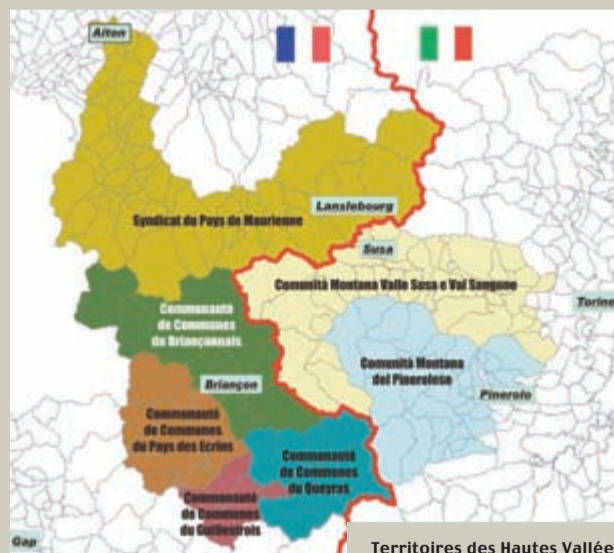 Aiton
Lanslebourg
Syndicat du Pays de Maurienne
Susa
Comunità Montana Valle Susa e Val Sangone
Torino
Communauté
de Communes
du Briançonnais
Comunità Montana
del Pinerolese
Briançon
Pinerolo
Communauté
de Communes
du Pays des Ecrins
Communauté
de Communes
du Queyras
Communauté
de Communes
du Guillestrois
Gap
Territoires des Hautes Vallée